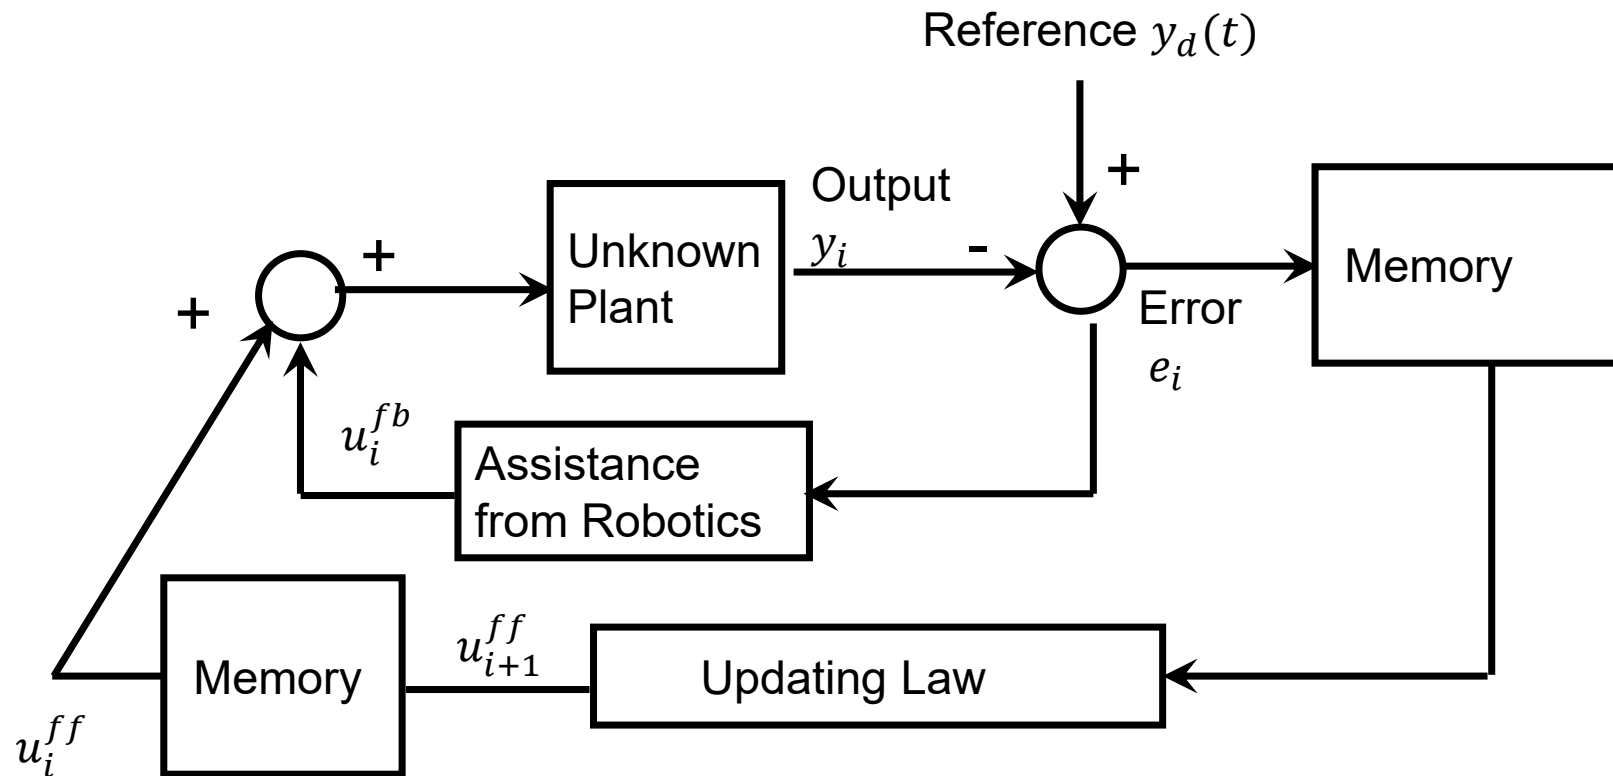 Reference $y_d(t)$
+
Output
$y_i$
-
+
+
Unknown
Plant
Memory
Error
$e_i$
$u_i^{fb}$
Assistance
from Robotics
$u_{i+1}^{ff}$
Updating Law
Memory
$u_i^{ff}$